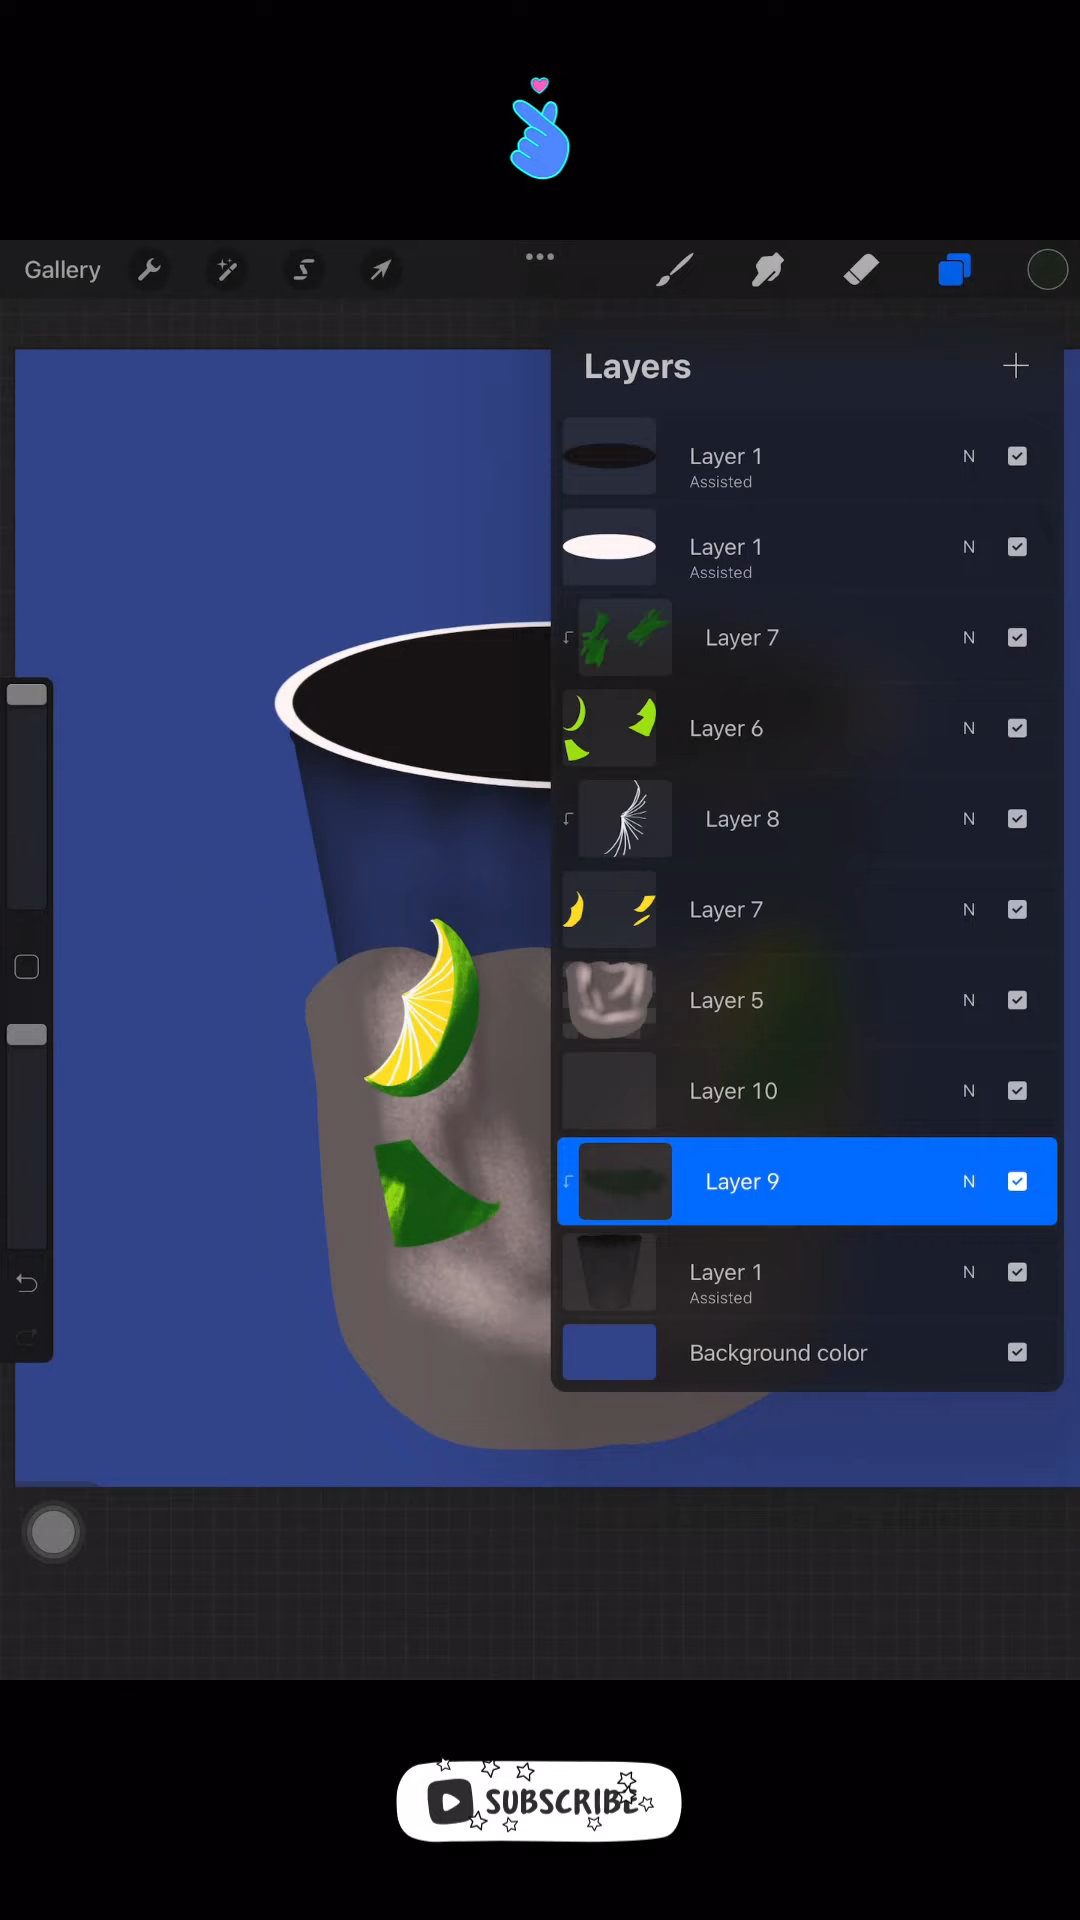 Gallery
Layers
Layer 1
N
Assisted
Layer 1
N
Assisted
Layer 7
N
Layer 6
N
Layer 8
N
Layer 7
N
Layer 5
N
Layer 10
N
Layer 9
N
Layer 1
N
Assisted
Background color
SUBSCRIBE